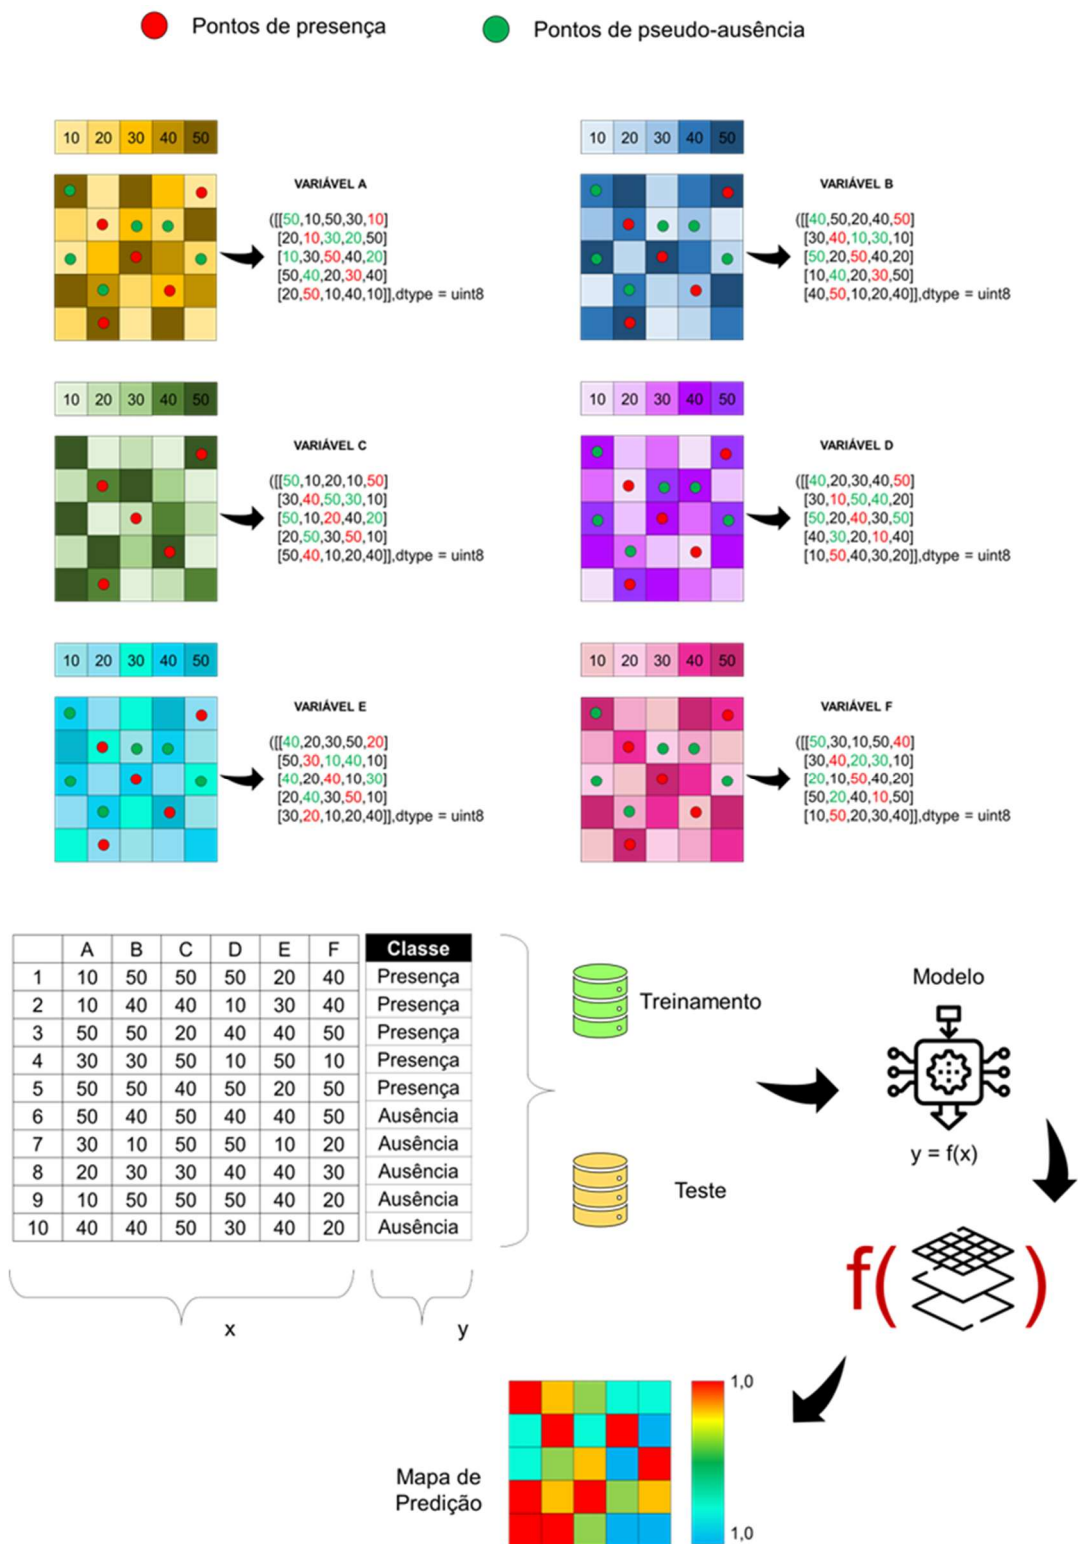 Pontos de presença
Pontos de pseudo-ausência
10 20 30 40 50
VARIÁVEL A
([[50,10,50,30,10]
[20,10,30,20,50]
[10,30,50,40,20]
[50,40,20,30,40]
[20,50,10,40,10]],dtype = uint8
10 20 30 40 50
VARIÁVEL B
([[40,50,20,40,50]
[30,40,10,30,10]
[50,20,50,40,20]
[10,40,20,30,50]
[40,50,10,20,40]],dtype = uint8
10 20 30 40 50
VARIÁVEL C
([[50,10,20,10,50]
[30,40,50,30,10]
[50,10,20,40,20]
[20,50,30,50,10]
[50,40,10,20,40]],dtype = uint8
10 20 30 40 50
VARIÁVEL D
([[40,20,30,40,50]
[30,10,50,40,20]
[50,20,40,30,50]
[40,30,20,10,40]
[10,50,40,30,20]],dtype = uint8
10 20 30 40 50
VARIÁVEL E
([[40,20,30,50,20]
[50,30,10,40,10]
[40,20,40,10,30]
[20,40,30,50,10]
[30,20,10,20,40]],dtype = uint8
10 20 30 40 50
VARIÁVEL F
([[50,30,10,50,40]
[30,40,20,30,10]
[20,10,50,40,20]
[50,20,40,10,50]
[10,50,20,30,40]],dtype = uint8
A B C D E F Classe
1 10 50 50 50 20 40 Presença
2 10 40 40 10 30 40 Presença
3 50 50 20 40 40 50 Presença
4 30 30 50 10 50 10 Presença
5 50 50 40 50 20 50 Presença
6 50 40 50 40 40 50 Ausência
7 30 10 50 50 10 20 Ausência
8 20 30 30 40 40 30 Ausência
9 10 50 50 50 40 20 Ausência
10 40 40 50 30 40 20 Ausência
x
y
Treinamento
Teste
Modelo
y = f(x)
f( )
Mapa de
Predição
1,0
1,0